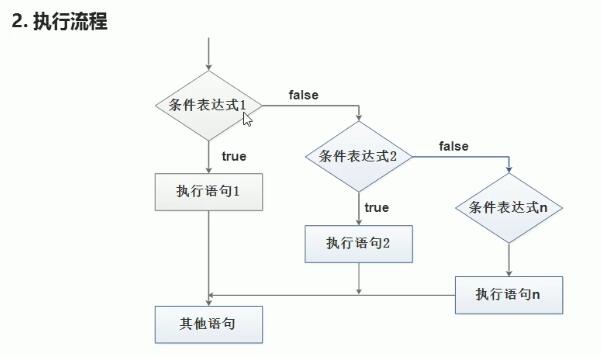 2. 执行流程
条件表达式1
false
true
条件表达式2
false
执行语句1
true
条件表达式n
执行语句2
执行语句n
其他语句